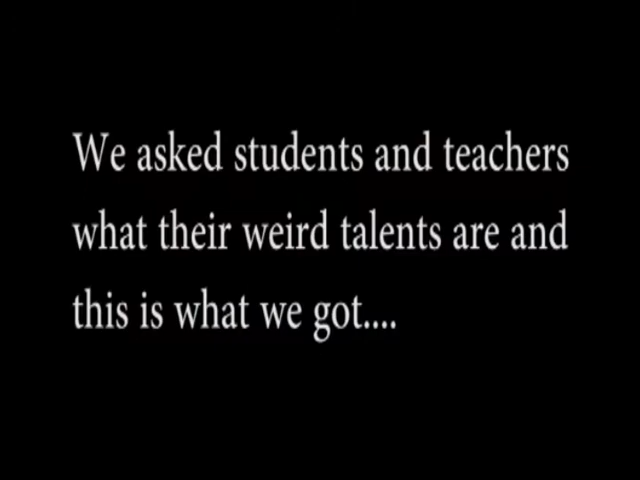 We asked students and teachers
what their weird talents are and
this is what we got....